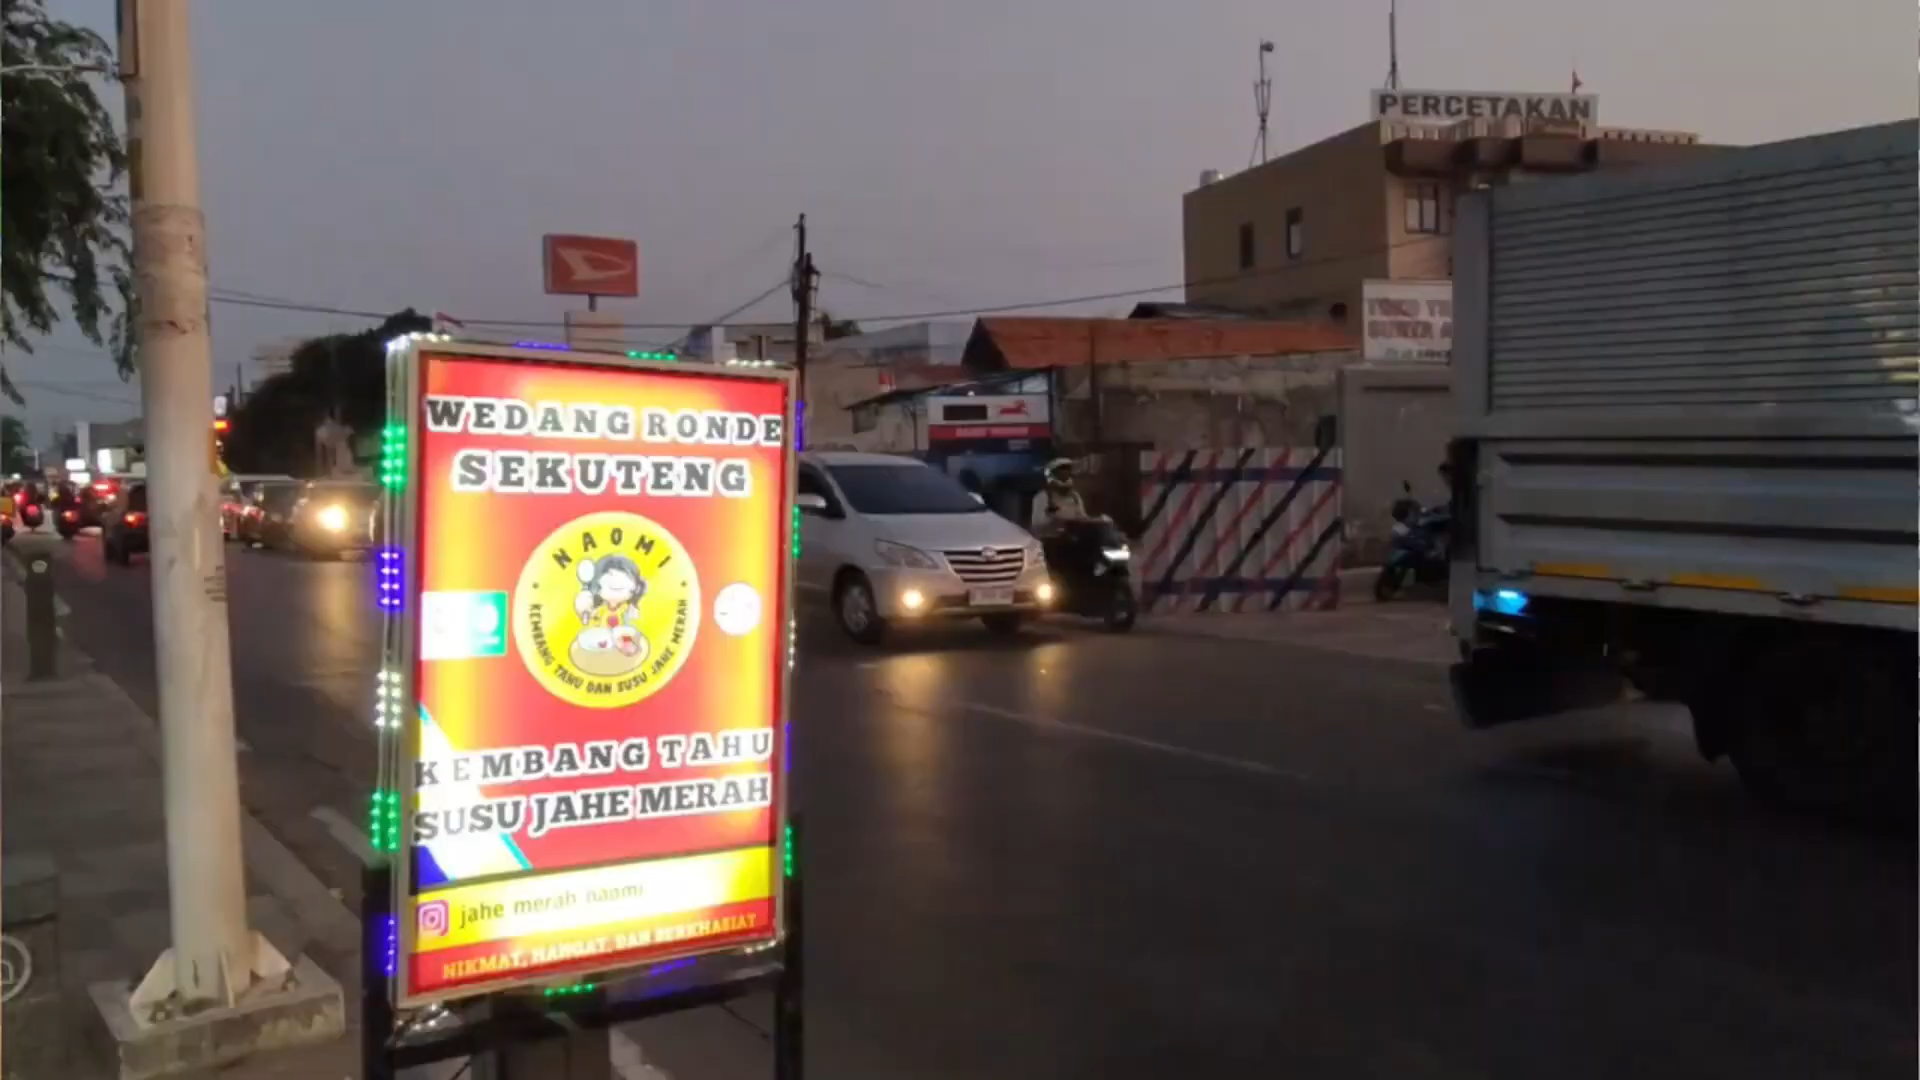 PERCETAKAN
WEDANG RONDE
SEKUTENG
NAOMI
KEMBANG TAHU DAN SUSU JAHE MERAH
KEMBANG TAHU
SUSU JAHE MERAH
jahe merah naomi
NIKMAT, HANGAT, DAN BERKHASIAT